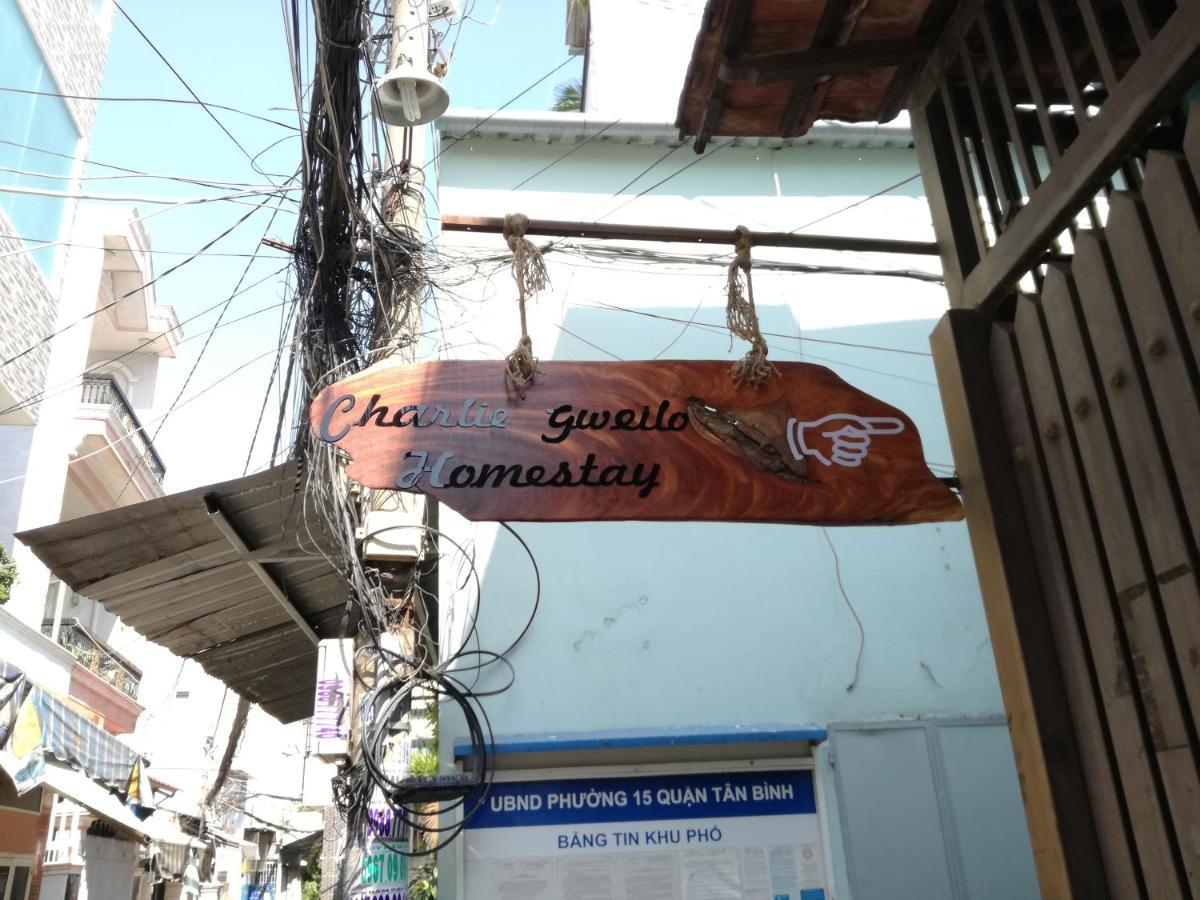 Charlie Gweilo
Homestay
UBND PHƯỜNG 15 QUẬN TÂN BÌNH
BẢNG TIN KHU PHỐ